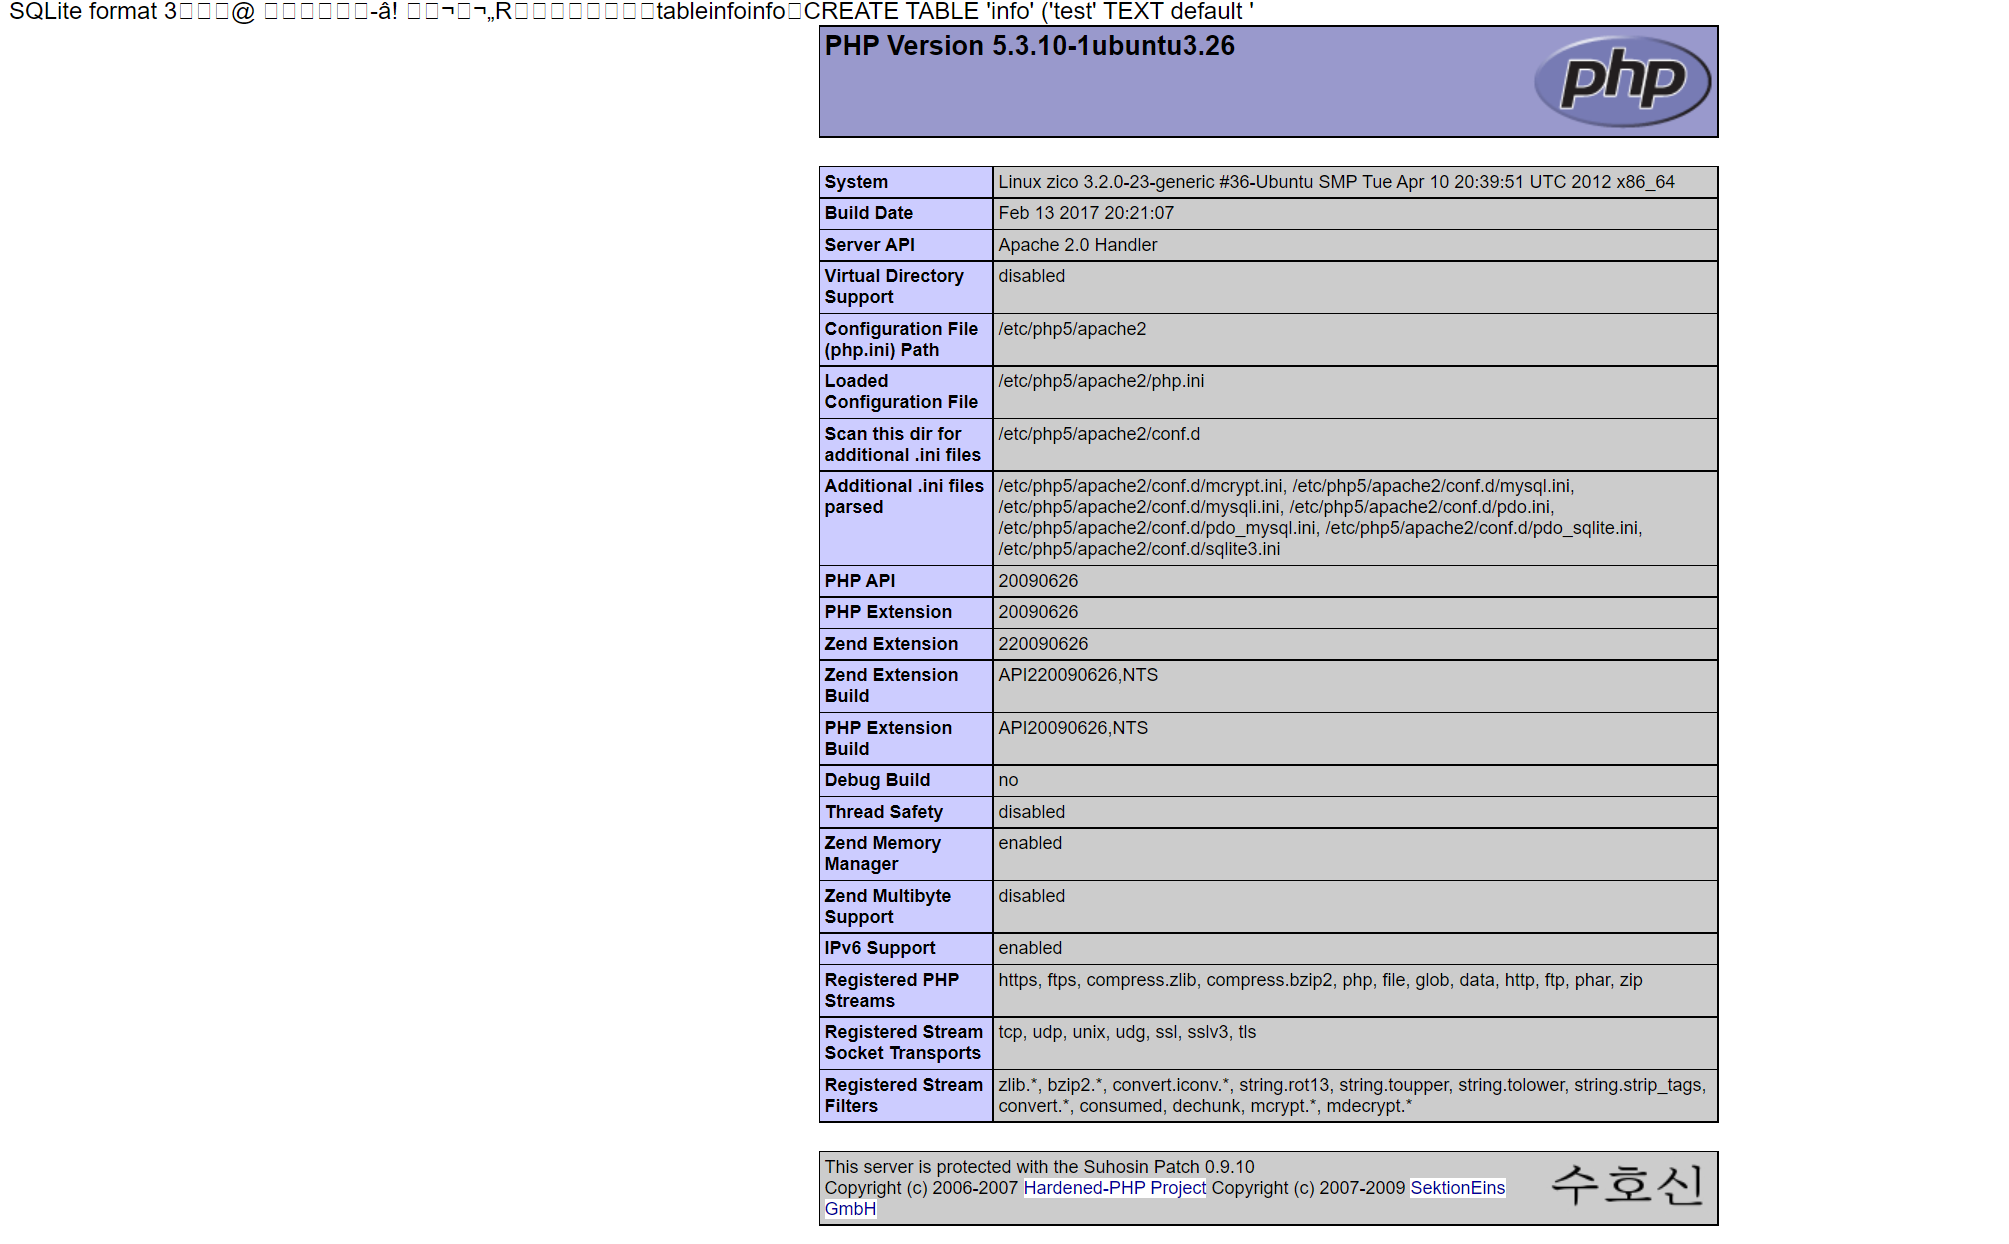 SQLite format 3□□□@ □□□□□□-â! □□¬□¬„R□□□□□□□□tableinfoinfo□CREATE TABLE 'info' ('test' TEXT default '
PHP Version 5.3.10-1ubuntu3.26
php
System Linux zico 3.2.0-23-generic #36-Ubuntu SMP Tue Apr 10 20:39:51 UTC 2012 x86_64
Build Date Feb 13 2017 20:21:07
Server API Apache 2.0 Handler
Virtual Directory disabled
Support
Configuration File /etc/php5/apache2
(php.ini) Path
Loaded /etc/php5/apache2/php.ini
Configuration File
Scan this dir for /etc/php5/apache2/conf.d
additional .ini files
Additional .ini files /etc/php5/apache2/conf.d/mcrypt.ini, /etc/php5/apache2/conf.d/mysql.ini,
parsed /etc/php5/apache2/conf.d/mysqli.ini, /etc/php5/apache2/conf.d/pdo.ini,
/etc/php5/apache2/conf.d/pdo_mysql.ini, /etc/php5/apache2/conf.d/pdo_sqlite.ini,
/etc/php5/apache2/conf.d/sqlite3.ini
PHP API 20090626
PHP Extension 20090626
Zend Extension 220090626
Zend Extension API220090626,NTS
Build
PHP Extension API20090626,NTS
Build
Debug Build no
Thread Safety disabled
Zend Memory enabled
Manager
Zend Multibyte disabled
Support
IPv6 Support enabled
Registered PHP https, ftps, compress.zlib, compress.bzip2, php, file, glob, data, http, ftp, phar, zip
Streams
Registered Stream tcp, udp, unix, udg, ssl, sslv3, tls
Socket Transports
Registered Stream zlib.*, bzip2.*, convert.iconv.*, string.rot13, string.toupper, string.tolower, string.strip_tags,
Filters convert.*, consumed, dechunk, mcrypt.*, mdecrypt.*
This server is protected with the Suhosin Patch 0.9.10
Copyright (c) 2006-2007 Hardened-PHP Project Copyright (c) 2007-2009 SektionEins
GmbH
수호신